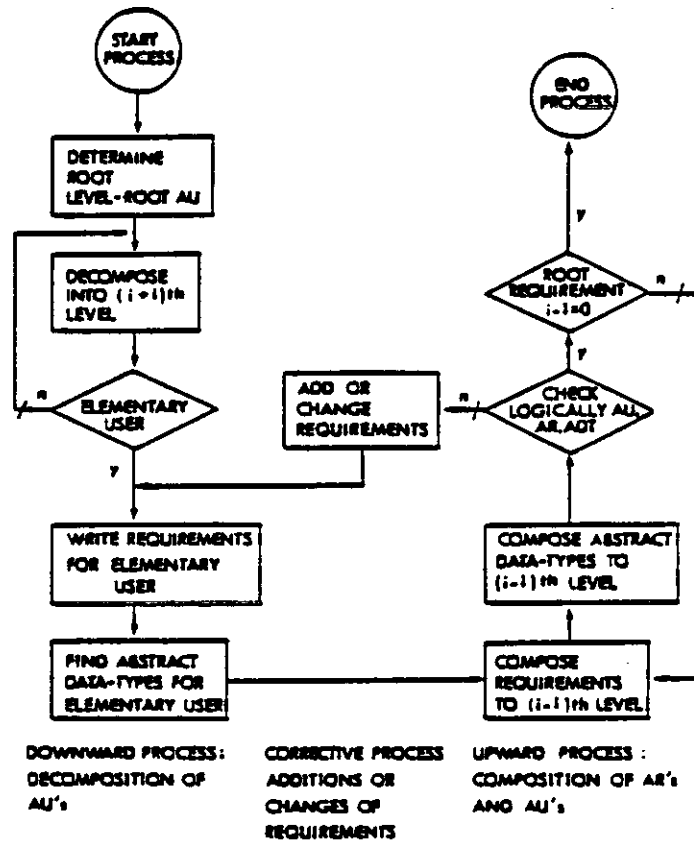 START
PROCESS
DETERMINE
ROOT
LEVEL-ROOT AU
DECOMPOSE
INTO (i+i)th
LEVEL
n
ELEMENTARY
USER
y
WRITE REQUIREMENTS
FOR ELEMENTARY
USER
FIND ABSTRACT
DATA-TYPES FOR
ELEMENTARY USER
DOWNWARD PROCESS:
DECOMPOSITION OF
AU's
ADD OR
CHANGE
REQUIREMENTS
CORRECTIVE PROCESS
ADDITIONS OR
CHANGES OF
REQUIREMENTS
END
PROCESS
y
ROOT
REQUIREMENT
i-1=0
n
y
CHECK
LOGICALLY AU,
AR, ADT
n
COMPOSE ABSTRACT
DATA-TYPES TO
(i-i)th LEVEL
COMPOSE
REQUIREMENTS
TO (i-i)th LEVEL
UPWARD PROCESS:
COMPOSITION OF AR's
AND AU's